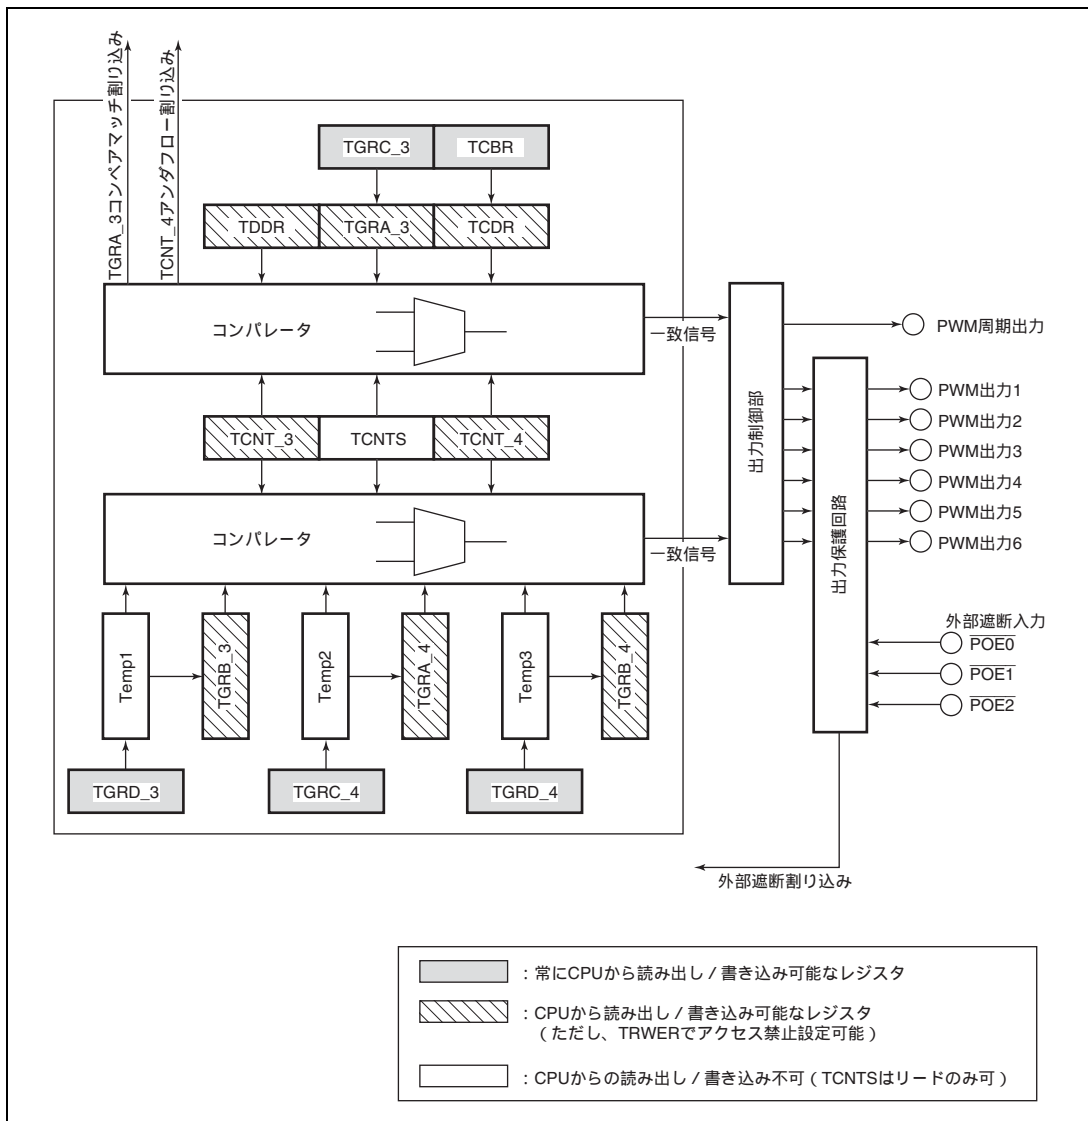 TGRA_3コンペアマッチ割り込み
TCNT_4アンダフロー割り込み
TGRC_3
TCBR
TDDR
TGRA_3
TCDR
コンパレータ
一致信号
TCNT_3
TCNTS
TCNT_4
コンパレータ
一致信号
Temp1
TGRB_3
Temp2
TGRA_4
Temp3
TGRB_4
TGRD_3
TGRC_4
TGRD_4
出力制御部
出力保護回路
PWM周期出力
PWM出力1
PWM出力2
PWM出力3
PWM出力4
PWM出力5
PWM出力6
外部遮断入力
POE0
POE1
POE2
外部遮断割り込み
：常にCPUから読み出し / 書き込み可能なレジスタ
：CPUから読み出し / 書き込み可能なレジスタ
（ただし、TRWERでアクセス禁止設定可能）
：CPUからの読み出し / 書き込み不可（TCNTSはリードのみ可）